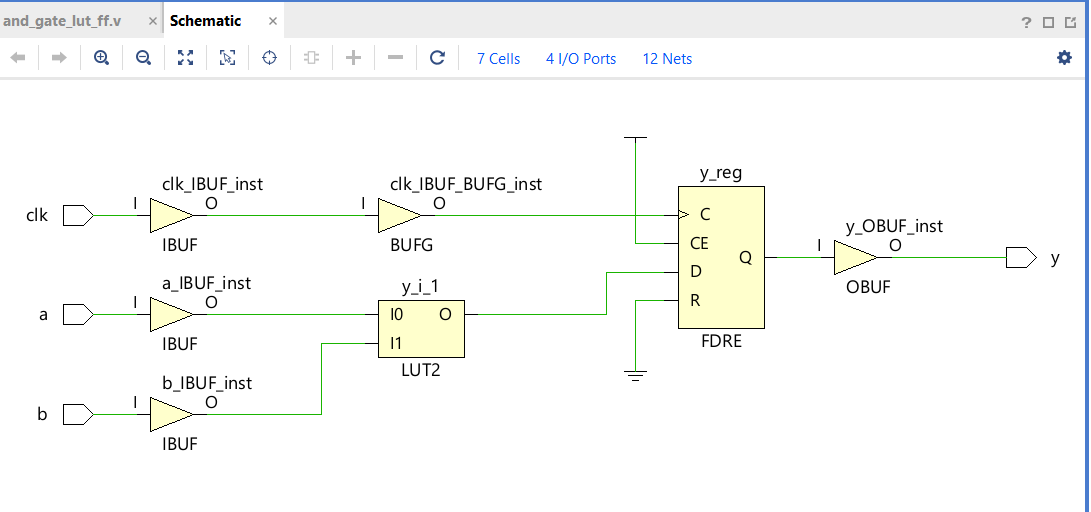 and_gate_lut_ff.v × Schematic ×
? 
7 Cells 4 I/O Ports 12 Nets
y_reg
clk_IBUF_inst clk_IBUF_BUFG_inst
clk I O I O C
IBUF BUFG CE
y_OBUF_inst
I O
Q y
D
a_IBUF_inst y_i_1 OBUF
I O
a I0 O R
IBUF I1 FDRE
LUT2
b_IBUF_inst
I O
b
IBUF